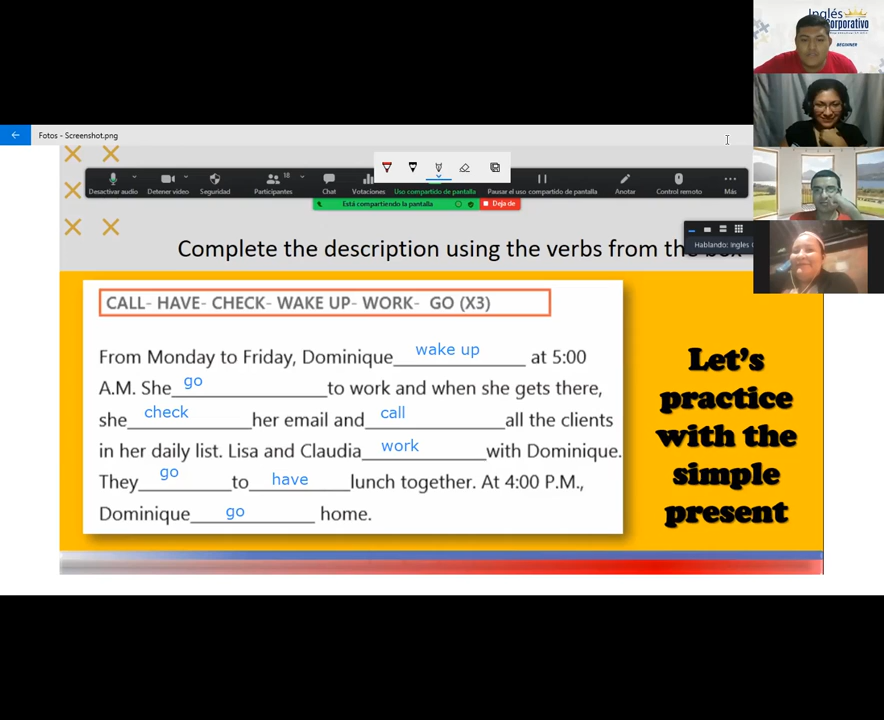 Inglés
Corporativo
BEGINNER
Fotos - Screenshot.png
18
Desactivar audio
Detener video
Seguridad
Participantes
Chat
Votaciones
Uso compartido de pantalla
Pausar el uso compartido de pantalla
Anotar
Control remoto
Más
Está compartiendo la pantalla
Deja de
Hablando: Ingles
Complete the description using the verbs from the box
CALL- HAVE- CHECK- WAKE UP- WORK- GO (X3)
From Monday to Friday, Dominique wake up at 5:00
A.M. She go to work and when she gets there,
she check her email and call all the clients
in her daily list. Lisa and Claudia work with Dominique.
They go to have lunch together. At 4:00 P.M.,
Dominique go home.
Let's
practice
with the
simple
present